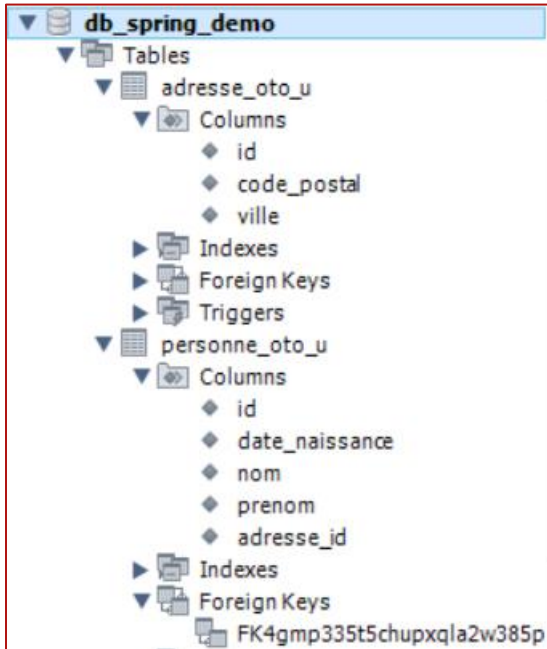 db_spring_demo
Tables
adresse_oto_u
Columns
id
code_postal
ville
Indexes
Foreign Keys
Triggers
personne_oto_u
Columns
id
date_naissance
nom
prenom
adresse_id
Indexes
Foreign Keys
FK4gmp335t5chupxqla2w385p